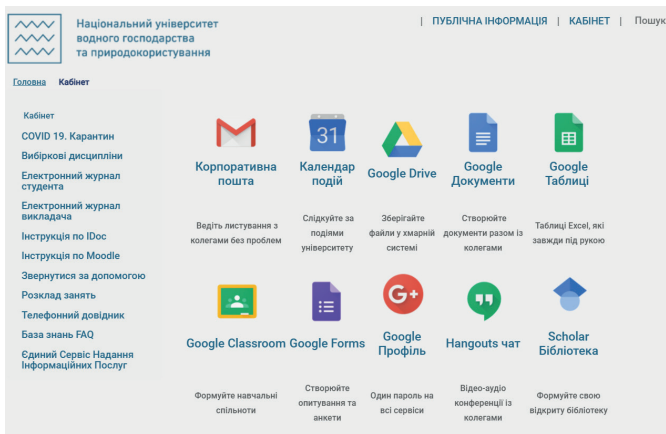 Національний університет
водного господарства
та природокористування
| ПУБЛІЧНА ІНФОРМАЦІЯ | КАБІНЕТ | Пошук
Головна Кабінет
Кабінет
COVID 19. Карантин
Вибіркові дисципліни
Електронний журнал
студента
Електронний журнал
викладача
Інструкція по IDoc
Інструкція по Moodle
Звернутися за допомогою
Розклад занять
Телефонний довідник
База знань FAQ
Єдиний Сервіс Надання
Інформаційних Послуг
31
Корпоративна
пошта
Календар
подій
Google Drive
Google
Документи
Google
Таблиці
Ведіть листування з
колегами без проблем
Слідкуйте за
подіями
університету
Зберігайте
файли у хмарній
системі
Створюйте
документи разом із
колегами
Таблиці Excel, які
завжди під рукою
G+
Google Classroom
Google Forms
Google
Профіль
Hangouts чат
Scholar
Бібліотека
Формуйте навчальні
спільноти
Створюйте
опитування та
анкети
Один пароль на
всі сервіси
Відео-аудіо
конференції із
колегами
Формуйте свою
відкриту бібліотеку